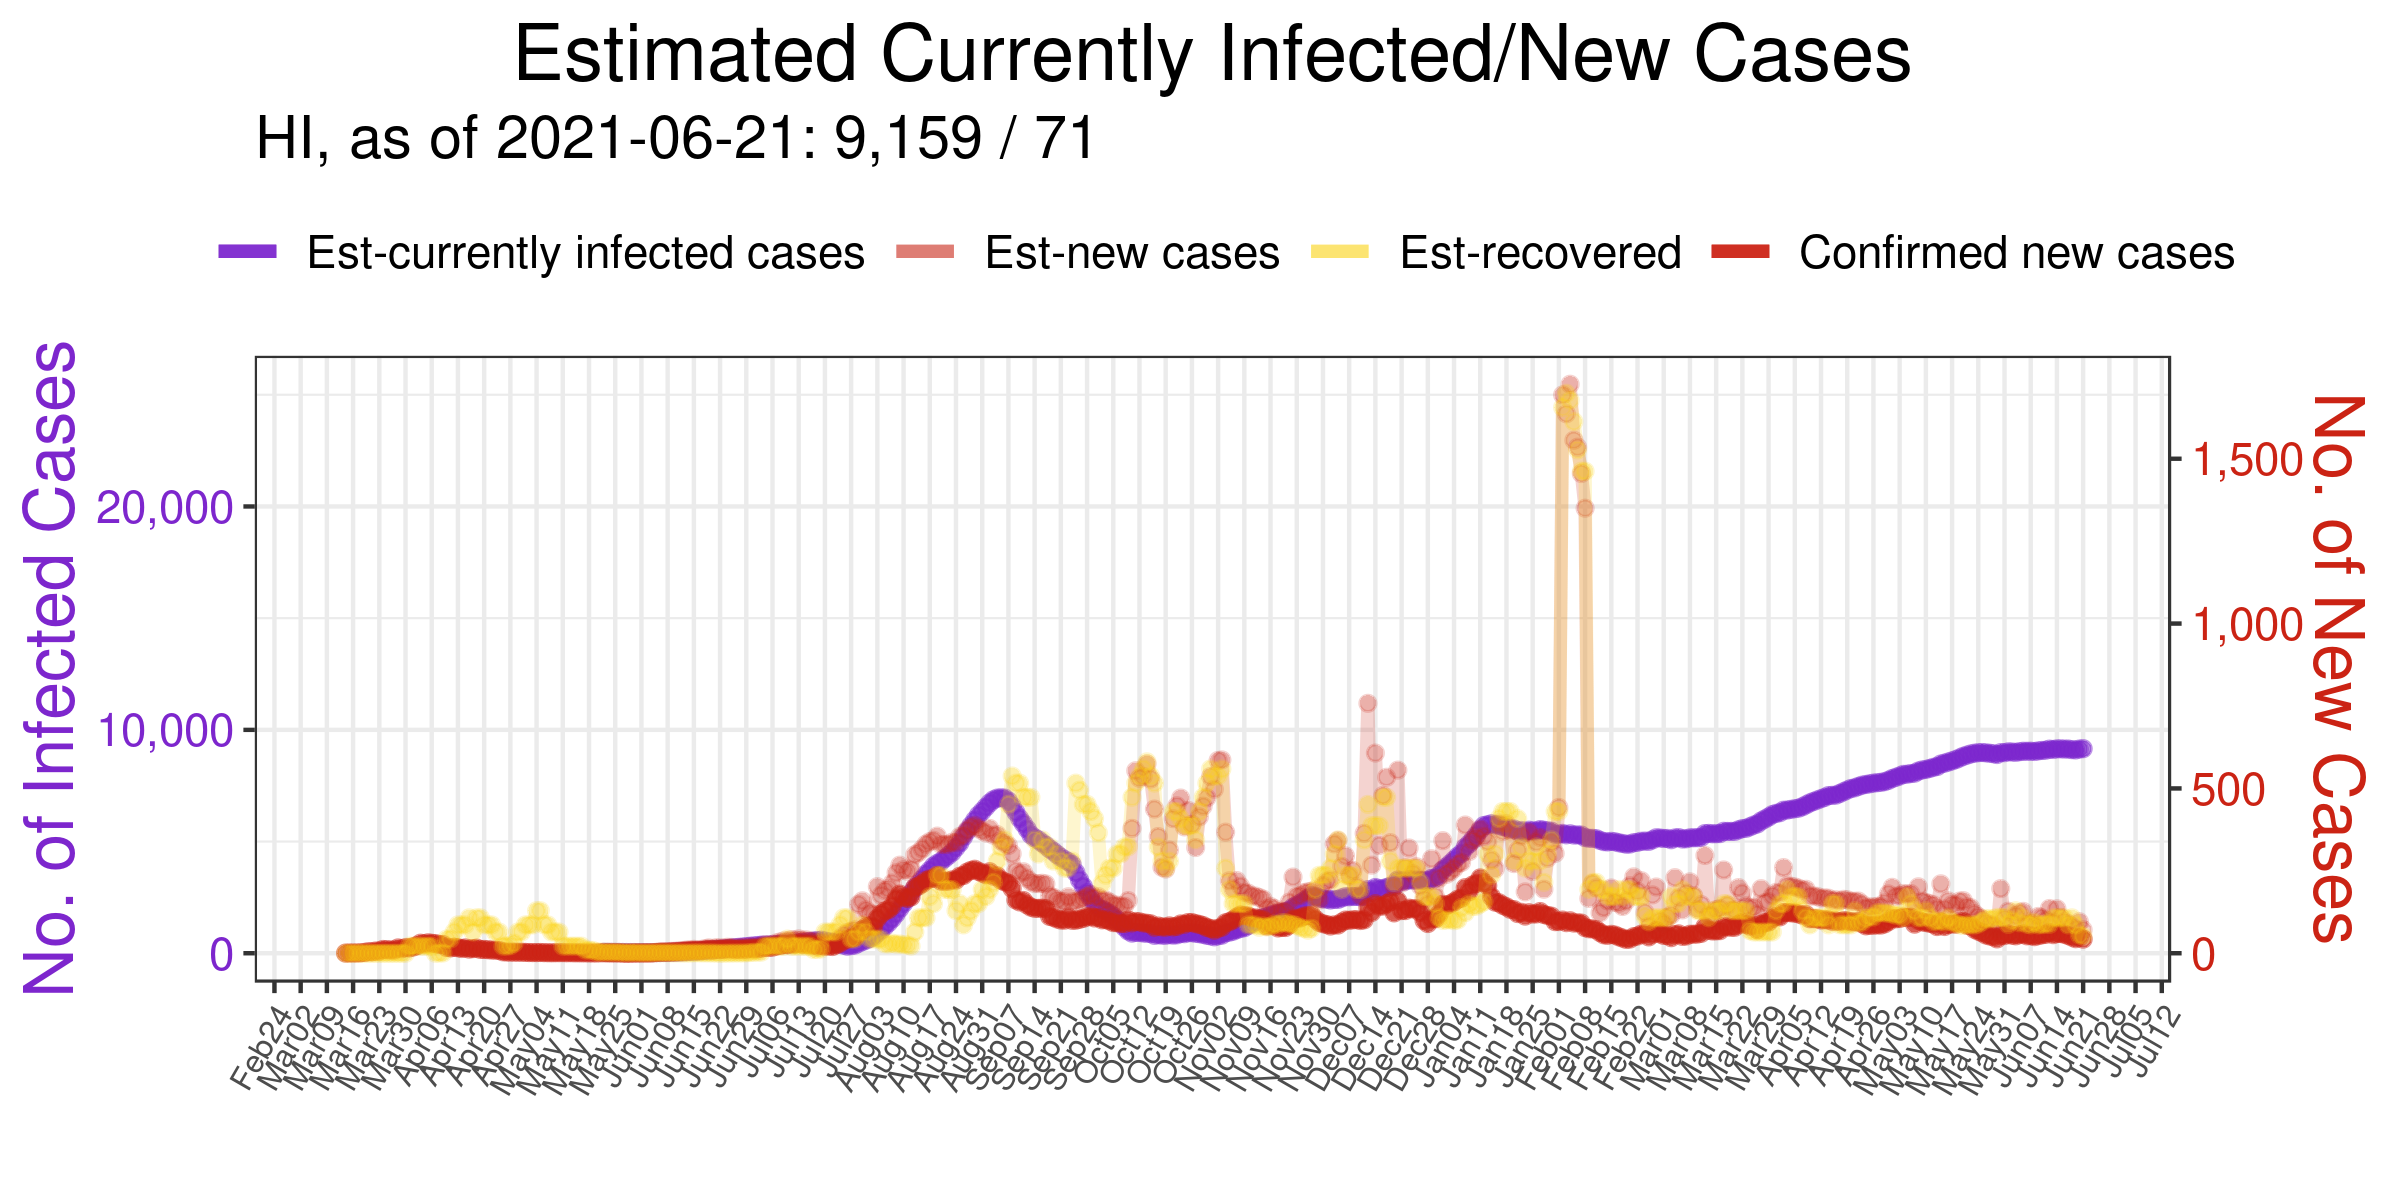 Estimated Currently Infected/New Cases
HI, as of 2021-06-21: 9,159 / 71
Est-currently infected cases Est-new cases Est-recovered Confirmed new cases
No. of Infected Cases
20,000
10,000
0
1,500
1,000
500
0
No. of New Cases
Feb24 Mar02 Mar09 Mar16 Mar23 Mar30 Apr06 Apr13 Apr20 Apr27 May04 May11 May18 May25 Jun01 Jun08 Jun15 Jun22 Jun29 Jul06 Jul13 Jul20 Jul27 Aug03 Aug10 Aug17 Aug24 Aug31 Sep07 Sep14 Sep21 Sep28 Oct05 Oct12 Oct19 Oct26 Nov02 Nov09 Nov16 Nov23 Nov30 Dec07 Dec14 Dec21 Dec28 Jan04 Jan11 Jan18 Jan25 Feb01 Feb08 Feb15 Feb22 Mar01 Mar08 Mar15 Mar22 Mar29 Apr05 Apr12 Apr19 Apr26 May03 May10 May17 May24 May31 Jun07 Jun14 Jun21 Jun28 Jul05 Jul12